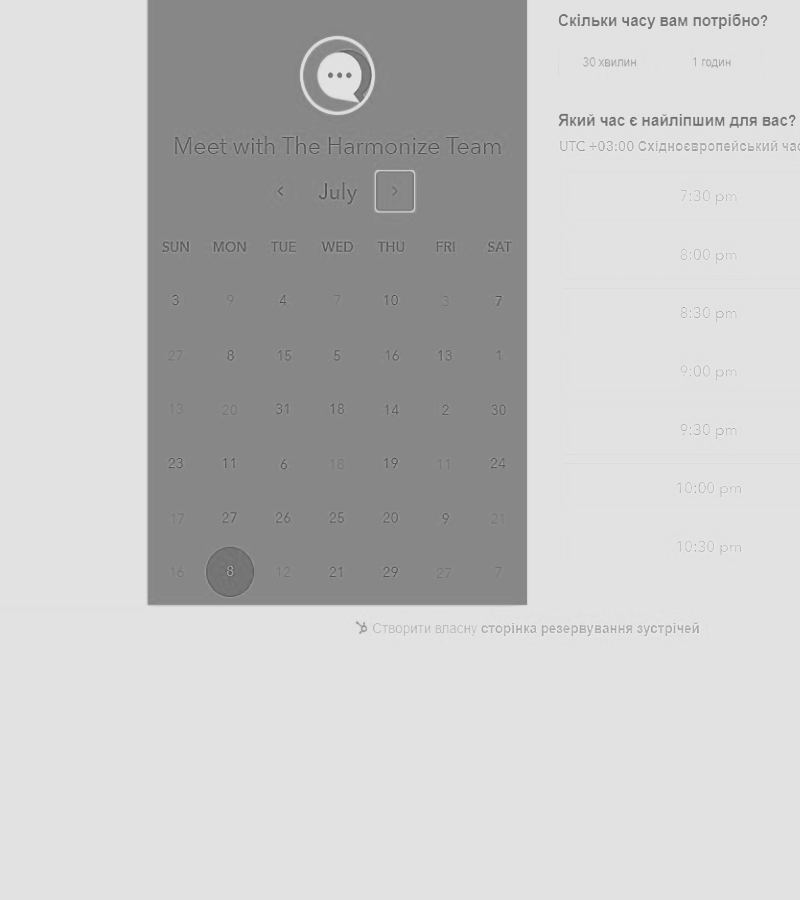 Скільки часу вам потрібно?
30 хвилин
1 годин
Який час є найліпшим для вас?
UTC +03:00 Східноєвропейський час
7:30 pm
8:00 pm
8:30 pm
9:00 pm
9:30 pm
10:00 pm
10:30 pm
Meet with The Harmonize Team
July
SUN MON TUE WED THU FRI SAT
3 9 4 7 10 3 7
27 8 15 5 16 13 1
13 20 31 18 14 2 30
23 11 6 18 19 11 24
17 27 26 25 20 9 21
16 8 12 21 29 27 7
Створити власну сторінка резервування зустрічей